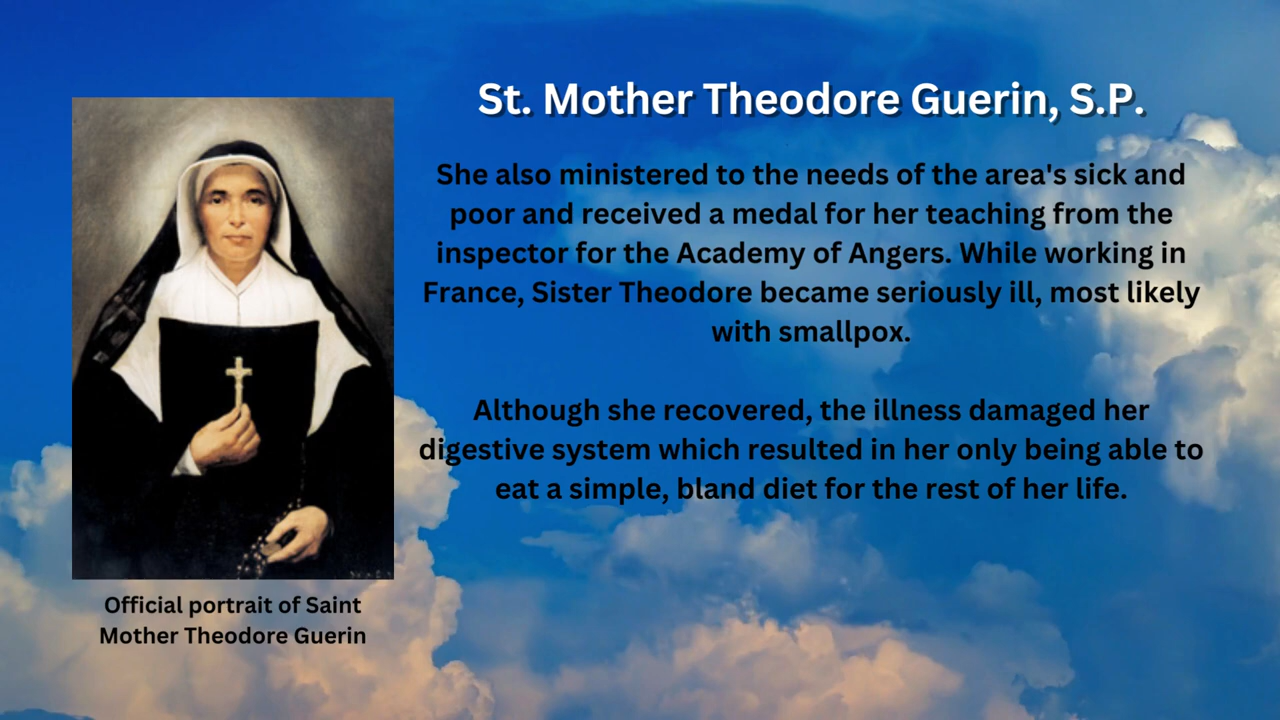 St. Mother Theodore Guerin, S.P.
She also ministered to the needs of the area's sick and
poor and received a medal for her teaching from the
inspector for the Academy of Angers. While working in
France, Sister Theodore became seriously ill, most likely
with smallpox.
Although she recovered, the illness damaged her
digestive system which resulted in her only being able to
eat a simple, bland diet for the rest of her life.
Official portrait of Saint
Mother Theodore Guerin